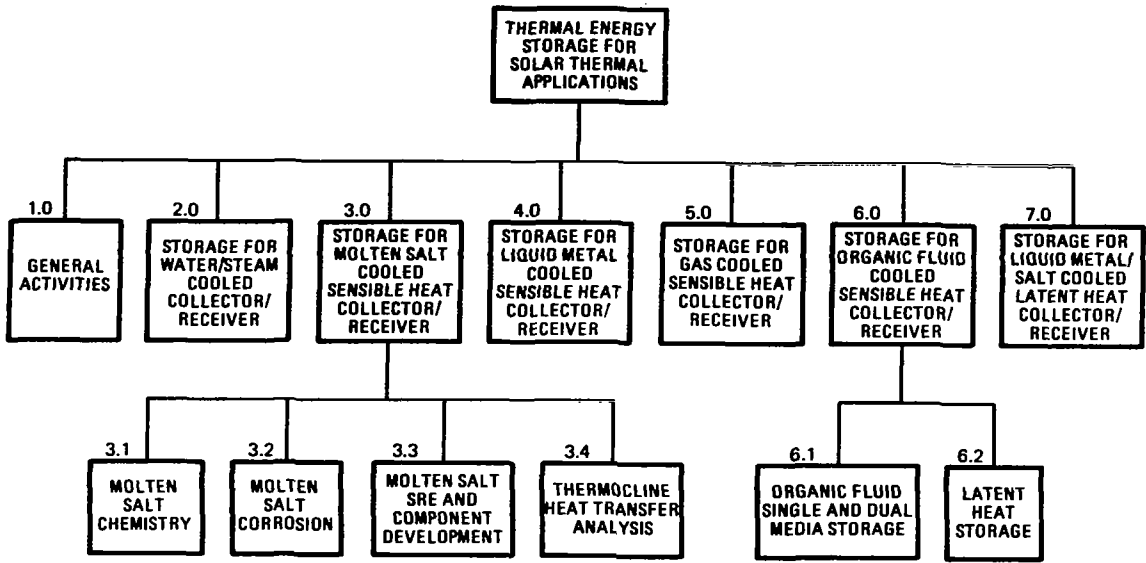 THERMAL ENERGY
STORAGE FOR
SOLAR THERMAL
APPLICATIONS
1.0
GENERAL
ACTIVITIES
2.0
STORAGE FOR
WATER/STEAM
COOLED
COLLECTOR/
RECEIVER
3.0
STORAGE FOR
MOLTEN SALT
COOLED
SENSIBLE HEAT
COLLECTOR/
RECEIVER
4.0
STORAGE FOR
LIQUID METAL
COOLED
SENSIBLE HEAT
COLLECTOR/
RECEIVER
5.0
STORAGE FOR
GAS COOLED
SENSIBLE HEAT
COLLECTOR/
RECEIVER
6.0
STORAGE FOR
ORGANIC FLUID
COOLED
SENSIBLE HEAT
COLLECTOR/
RECEIVER
7.0
STORAGE FOR
LIQUID METAL/
SALT COOLED
LATENT HEAT
COLLECTOR/
RECEIVER
3.1
MOLTEN
SALT
CHEMISTRY
3.2
MOLTEN
SALT
CORROSION
3.3
MOLTEN SALT
SRE AND
COMPONENT
DEVELOPMENT
3.4
THERMOCLINE
HEAT TRANSFER
ANALYSIS
6.1
ORGANIC FLUID
SINGLE AND DUAL
MEDIA STORAGE
6.2
LATENT
HEAT
STORAGE